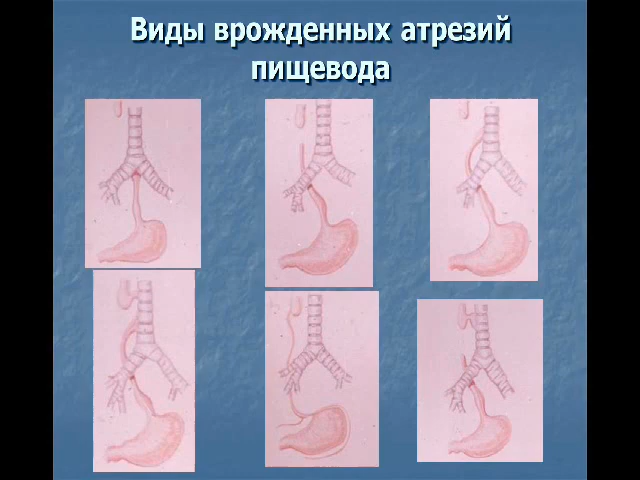 Виды врожденных атрезий
пищевода